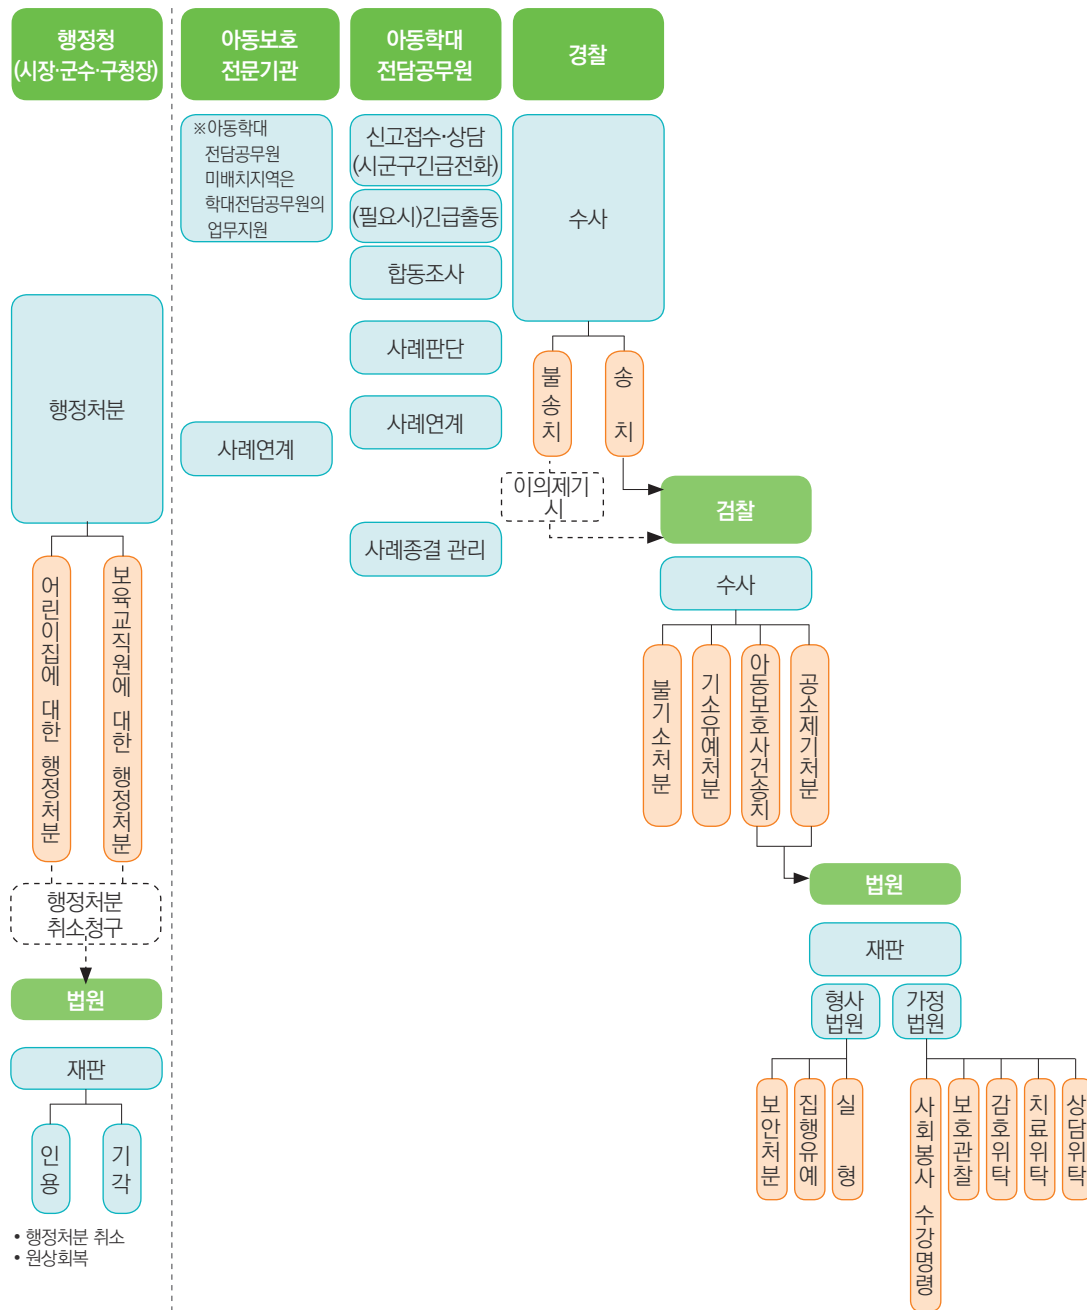 행정청
(시장·군수·구청장)
아동보호
전문기관
아동학대
전담공무원
경찰
※아동학대
전담공무원
미배치지역은
학대전담공무원의
업무지원
신고접수·상담
(시군구긴급전화)
(필요시)긴급출동
합동조사
사례판단
사례연계
사례종결 관리
사례연계
수사
불송치
송치
이의제기
시
검찰
수사
불기소처분
기소유예처분
아동보호사건송치
공소제기처분
법원
재판
형사
법원
가정
법원
보안처분
집행유예
실형
사회봉사 수강명령
보호관찰
감호위탁
치료위탁
상담위탁
행정처분
어린이집에 대한 행정처분
보육교직원에 대한 행정처분
행정처분
취소청구
법원
재판
인용
기각
• 행정처분 취소
• 원상회복